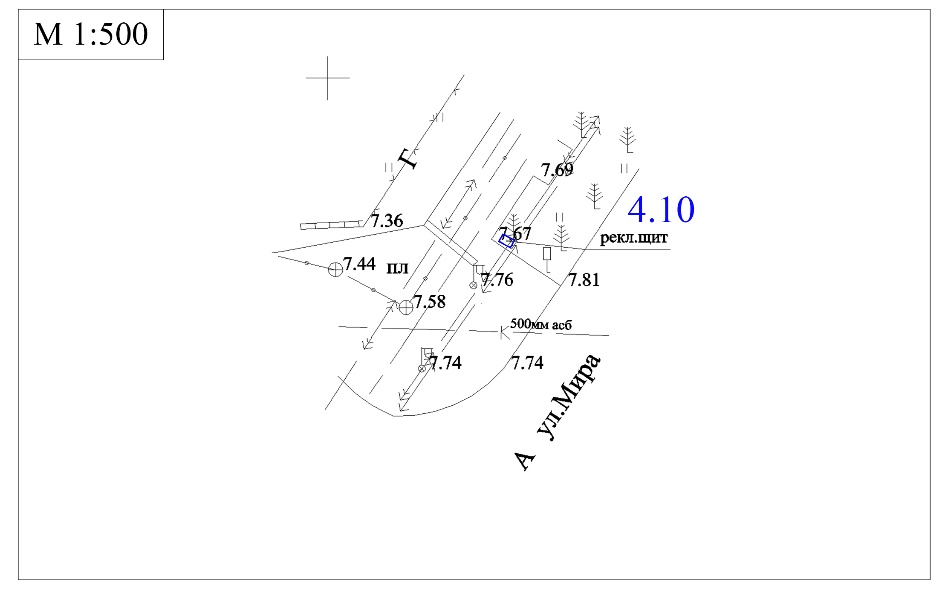 М 1:500
Г
7.69
4.10
7.36
7.67
рекл.щит
7.44
пл
7.76
7.81
7.58
К
500мм асб
7.74
7.74
ул.Мира
А